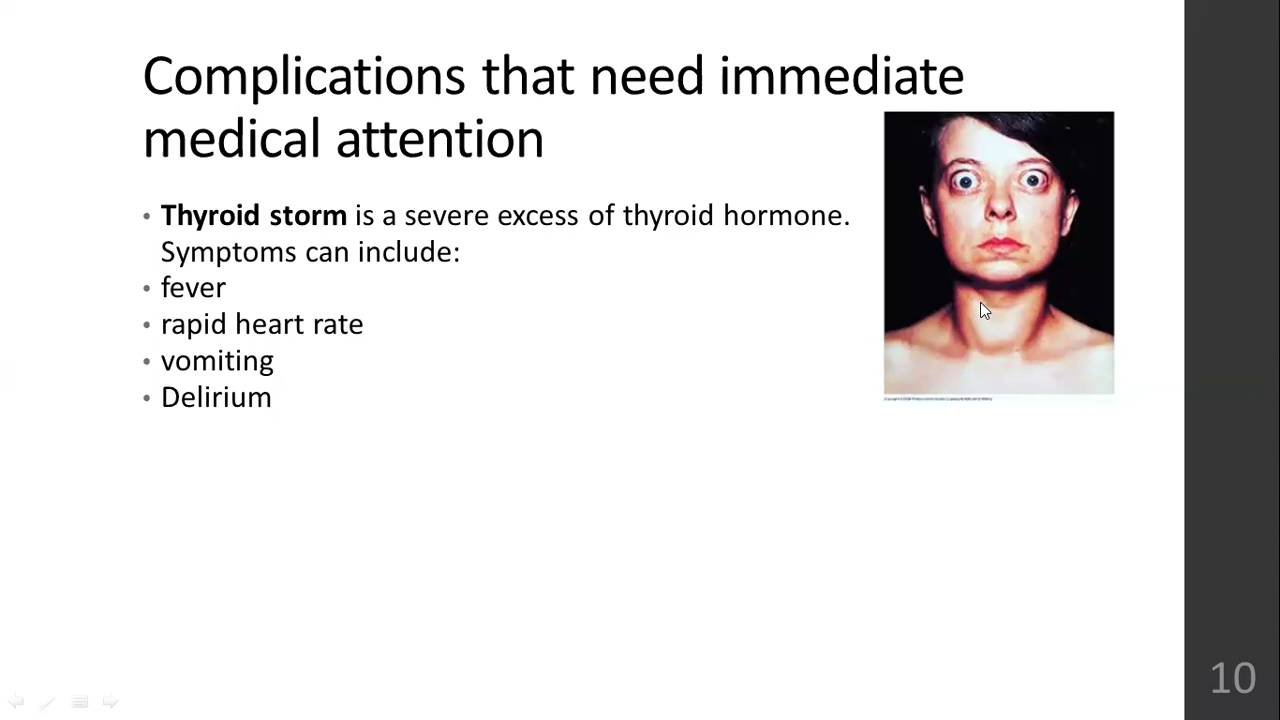 Complications that need immediate
medical attention
• Thyroid storm is a severe excess of thyroid hormone.
Symptoms can include:
• fever
• rapid heart rate
• vomiting
• Delirium
10